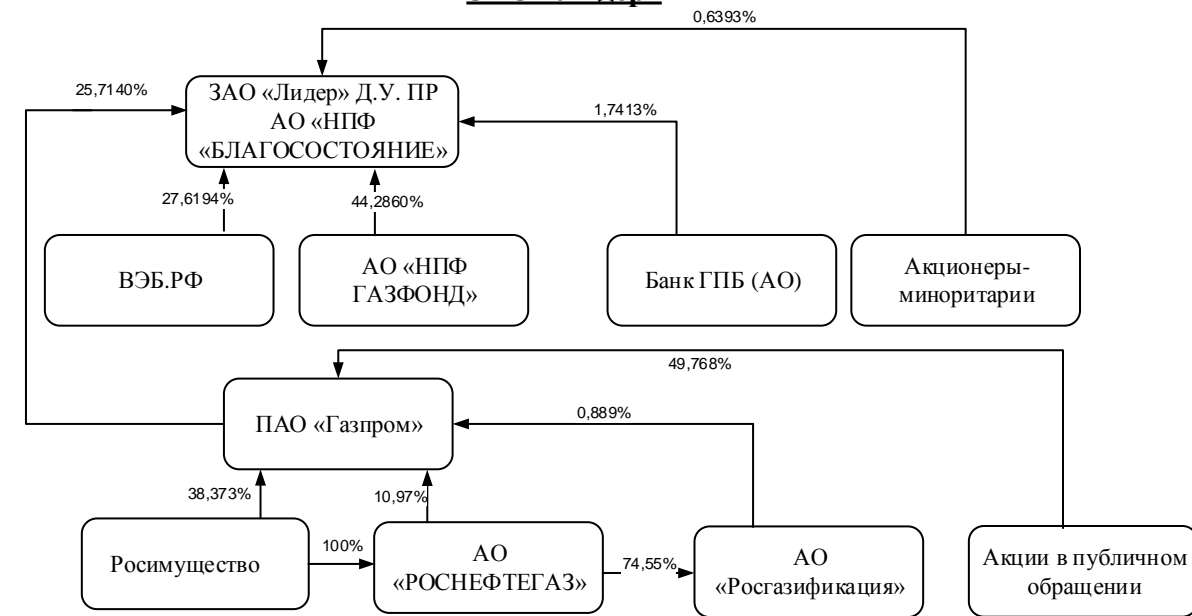 0,6393%
25,7140%
ЗАО «Лидер» Д.У. ПР
АО «НПФ
«БЛАГОСОСТОЯНИЕ»
1,7413%
27,6194%
44,2860%
ВЭБ.РФ
АО «НПФ
ГАЗФОНД»
Банк ГПБ (АО)
Акционеры-
миноритарии
49,768%
ПАО «Газпром»
0,889%
38,373%
10,97%
Росимущество
100%
АО
«РОСНЕФТЕГАЗ»
74,55%
АО
«Росгазификация»
Акции в публичном
обращении